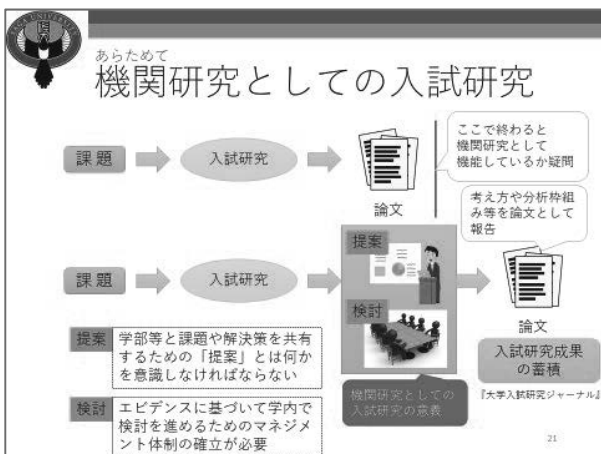 あらためて
機関研究としての入試研究
課題
入試研究
論文
ここで終わると
機関研究として
機能しているか疑問
課題
入試研究
提案
検討
機関研究としての
入試研究の意義
考え方や分析枠組
み等を論文として
報告
論文
入試研究成果
の蓄積
『大学入試研究ジャーナル』
提案
学部等と課題や解決策を共有
するための「提案」とは何か
を意識しなければならない
検討
エビデンスに基づいて学内で
検討を進めるためのマネジメ
ント体制の確立が必要
21